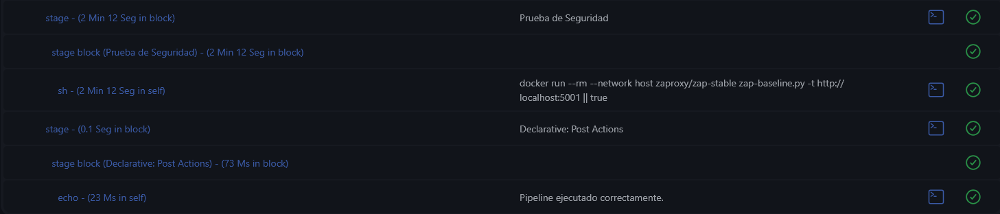 stage - (2 Min 12 Seg in block) Prueba de Seguridad
stage block (Prueba de Seguridad) - (2 Min 12 Seg in block)
sh - (2 Min 12 Seg in self) docker run --rm --network host zaproxy/zap-stable zap-baseline.py -t http://
localhost:5001 || true
stage - (0.1 Seg in block) Declarative: Post Actions
stage block (Declarative: Post Actions) - (73 Ms in block)
echo - (23 Ms in self) Pipeline ejecutado correctamente.